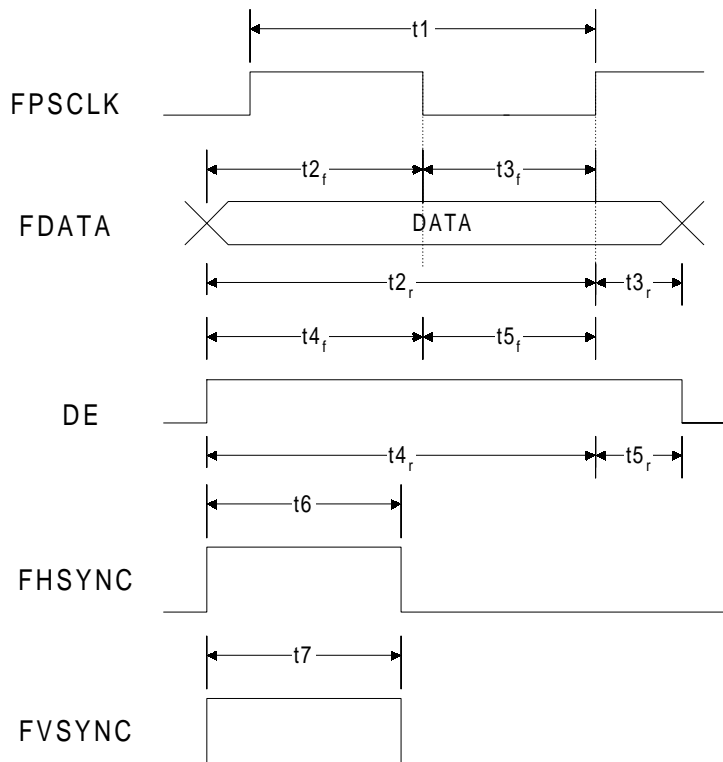 t1
FPSCLK
t2f t3f
FDATA DATA
t2r t3r
t4f t5f
DE
t4r t5r
t6
FHSYNC
t7
FVSYNC